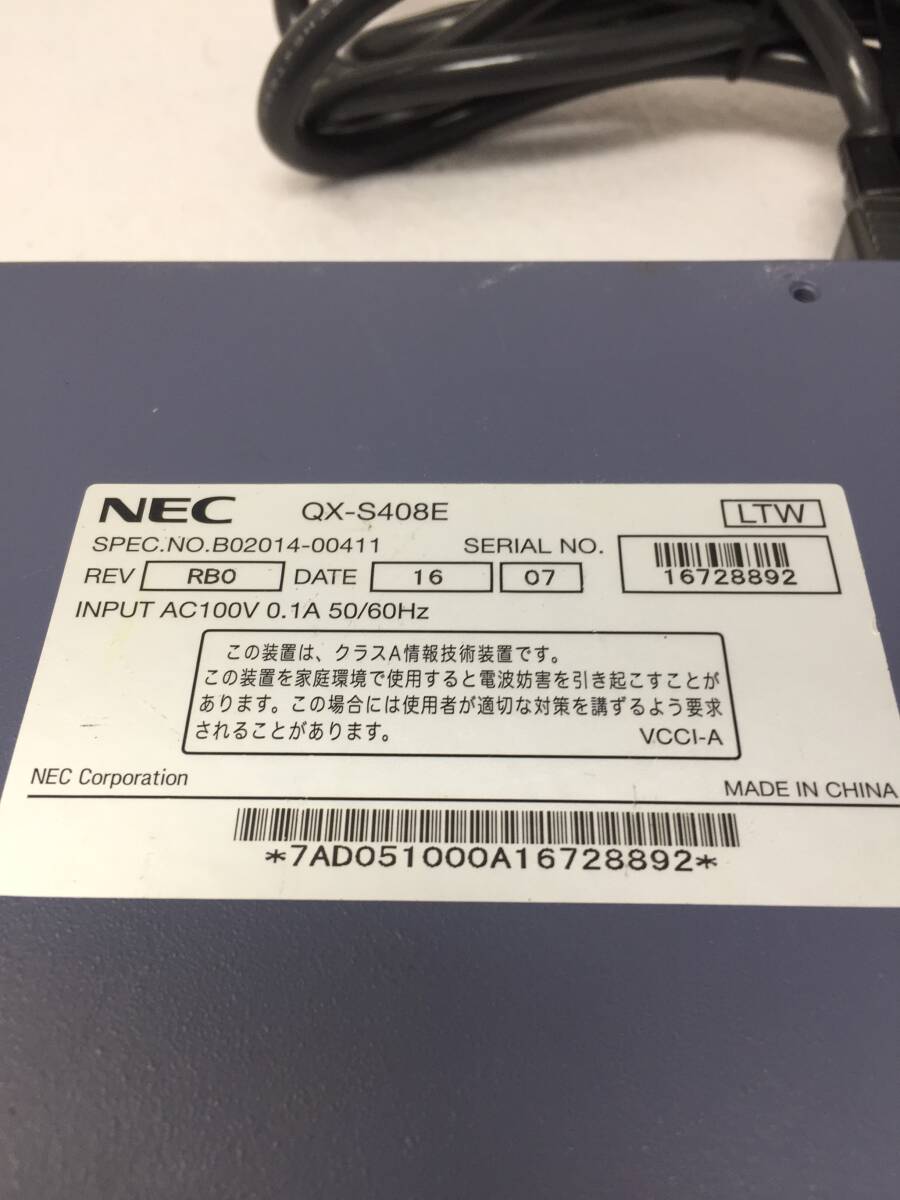 NEC QX-S408E LTW
SPEC.NO.B02014-00411 SERIAL NO. 16728892
REV RB0 DATE 16 07
INPUT AC100V 0.1A 50/60Hz
この装置は、クラスA情報技術装置です。
この装置を家庭環境で使用すると電波妨害を引き起こすことが
あります。この場合には使用者が適切な対策を講ずるよう要求
されることがあります。 VCCI-A
NEC Corporation MADE IN CHINA
*7AD051000A16728892*